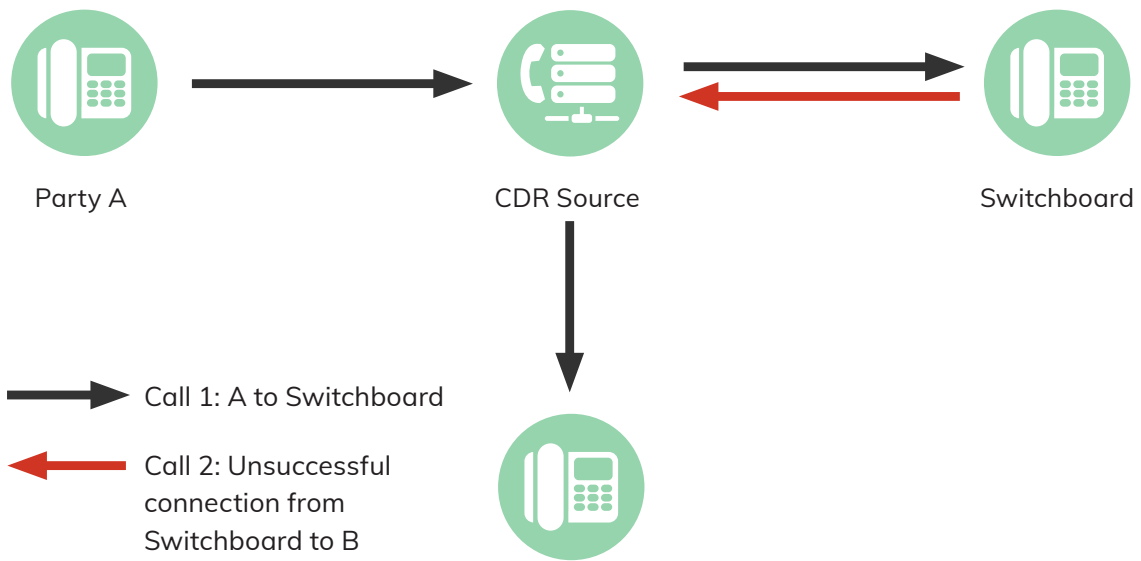 Party A
CDR Source
Switchboard
Call 1: A to Switchboard
Call 2: Unsuccessful
connection from
Switchboard to B